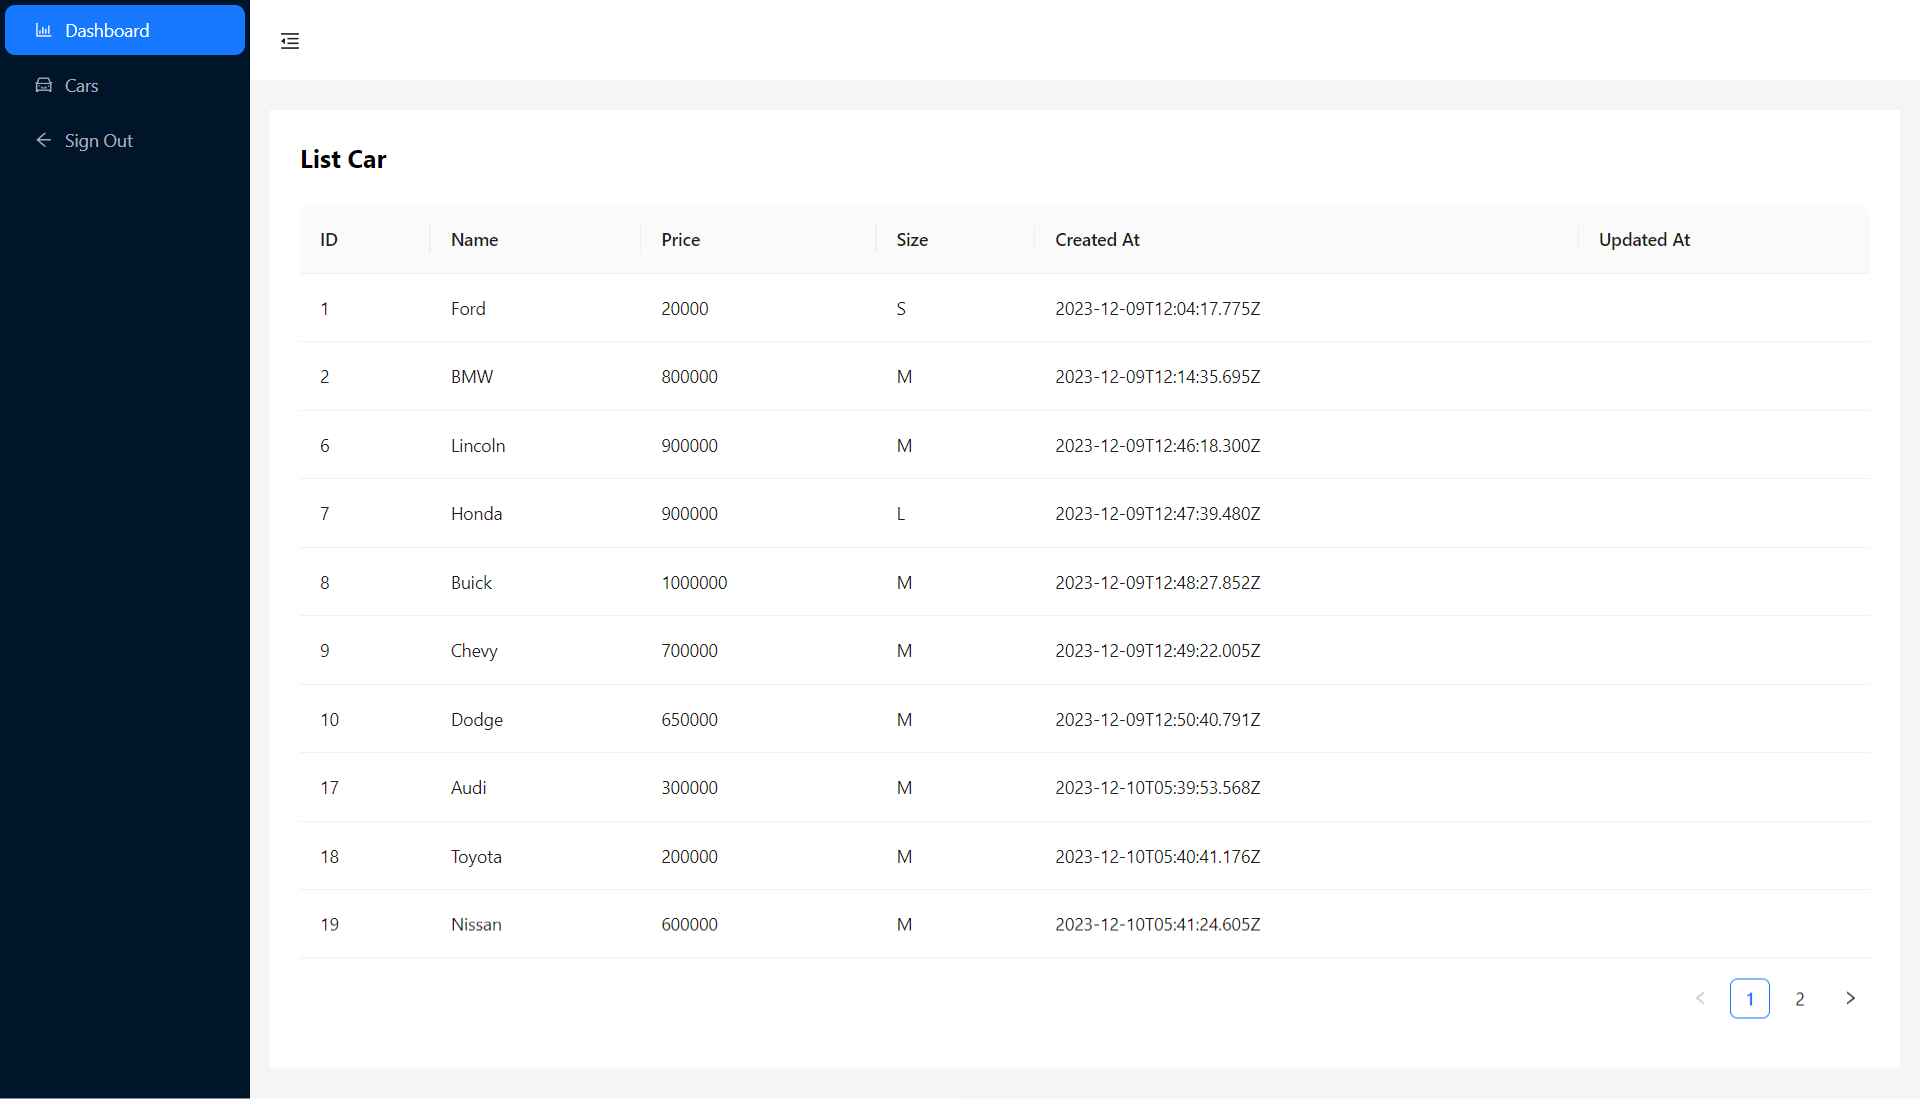 Dashboard
Cars
Sign Out
List Car
ID Name Price Size Created At Updated At
1 Ford 20000 S 2023-12-09T12:04:17.775Z
2 BMW 800000 M 2023-12-09T12:14:35.695Z
6 Lincoln 900000 M 2023-12-09T12:46:18.300Z
7 Honda 900000 L 2023-12-09T12:47:39.480Z
8 Buick 1000000 M 2023-12-09T12:48:27.852Z
9 Chevy 700000 M 2023-12-09T12:49:22.005Z
10 Dodge 650000 M 2023-12-09T12:50:40.791Z
17 Audi 300000 M 2023-12-10T05:39:53.568Z
18 Toyota 200000 M 2023-12-10T05:40:41.176Z
19 Nissan 600000 M 2023-12-10T05:41:24.605Z
1 2